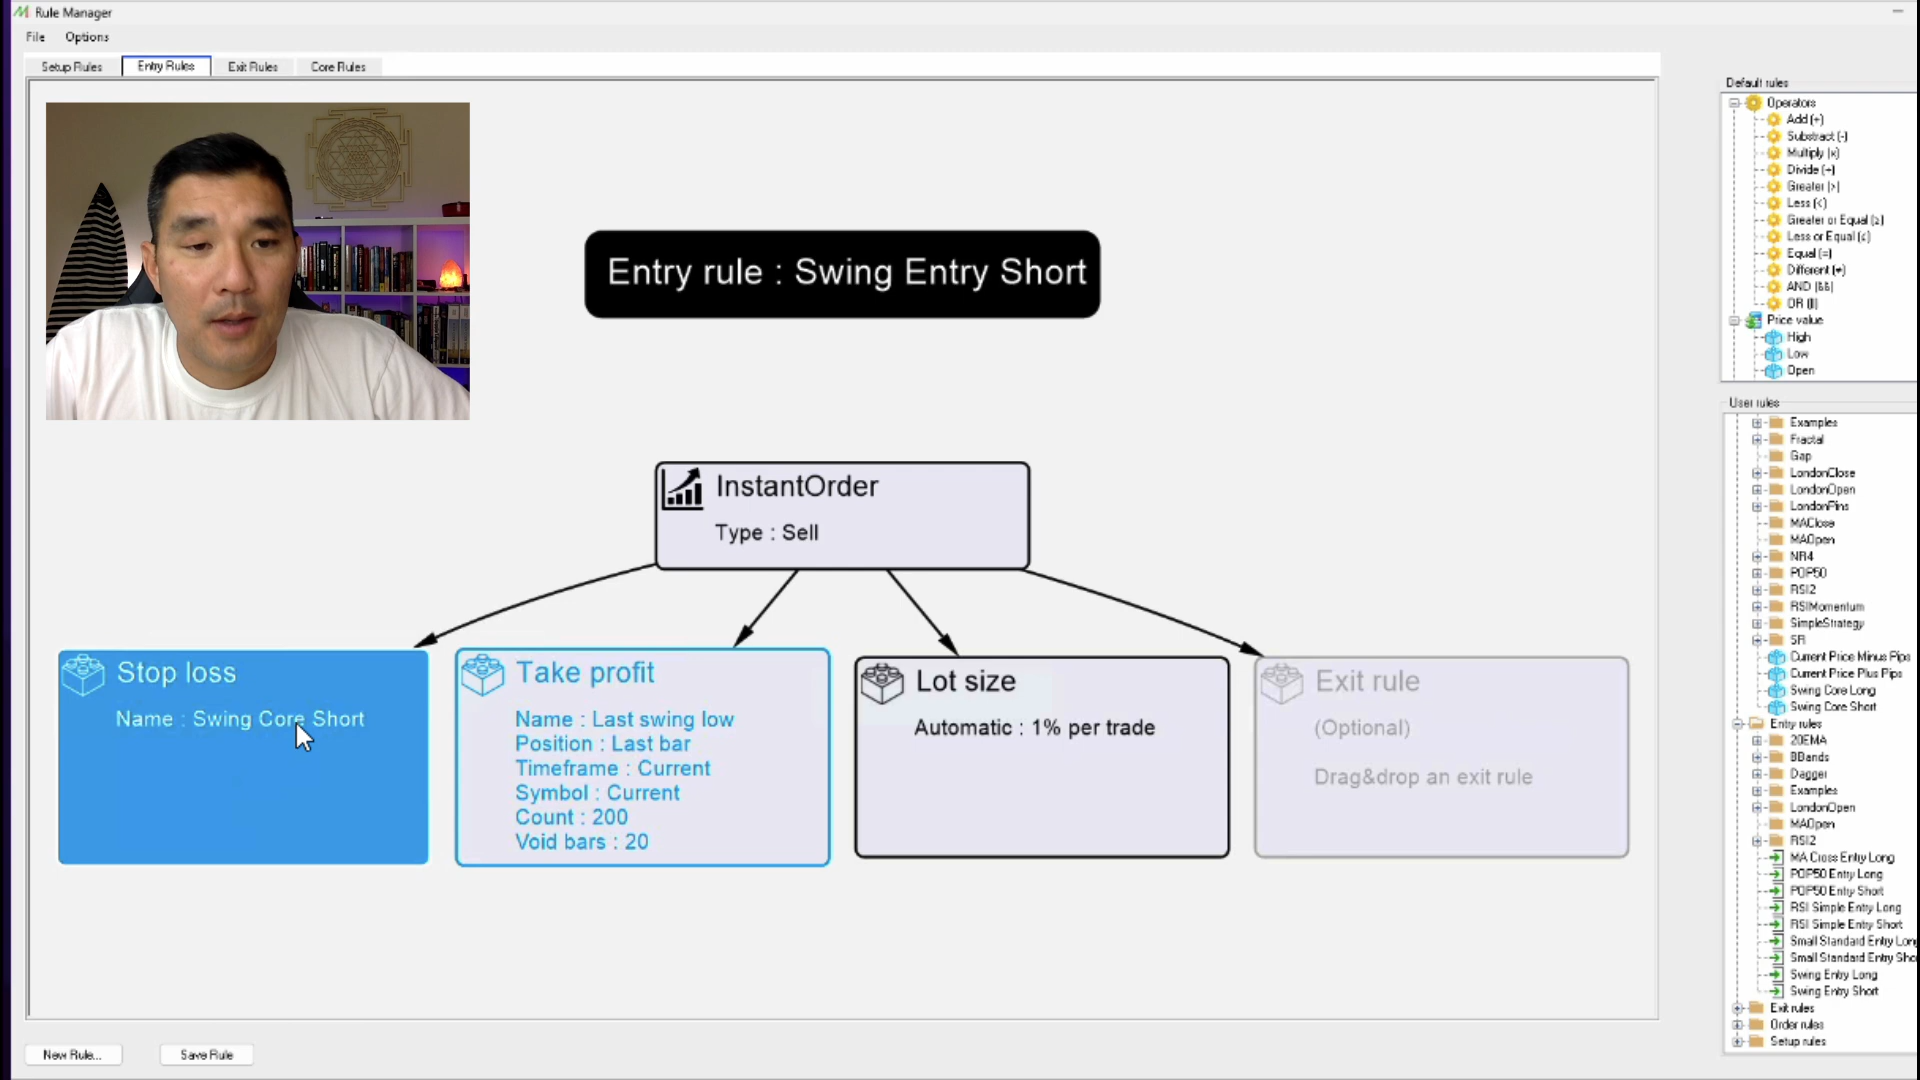 Rule Manager
File Options
Setup Rules Entry Rules Exit Rules Core Rules
Entry rule : Swing Entry Short
InstantOrder
Type : Sell
Stop loss
Name : Swing Core Short
Take profit
Name : Last swing low
Position : Last bar
Timeframe : Current
Symbol : Current
Count : 200
Void bars : 20
Lot size
Automatic : 1% per trade
Exit rule
(Optional)
Drag&drop an exit rule
New Rule...
Save Rule
Default rules
Operators
Add (+)
Substract (-)
Multiply (x)
Divide (÷)
Greater (>)
Less (<)
Greater or Equal (≥)
Less or Equal (≤)
Equal (=)
Different (≠)
AND (&&)
OR (||)
Price value
High
Low
Open
User rules
Examples
Fractal
Gap
LondonClose
LondonOpen
LondonPins
MAClose
MAOpen
NR4
POP50
RSI2
RSIMomentum
SimpleStrategy
SR
Current Price Minus Pips
Current Price Plus Pips
Swing Core Long
Swing Core Short
Entry rules
20EMA
BBands
Dagger
Examples
LondonOpen
MAOpen
RSI2
MA Cross Entry Long
POP50 Entry Long
POP50 Entry Short
RSI Simple Entry Long
RSI Simple Entry Short
Small Standard Entry Lon
Small Standard Entry Sho
Swing Entry Long
Swing Entry Short
Exit rules
Order rules
Setup rules